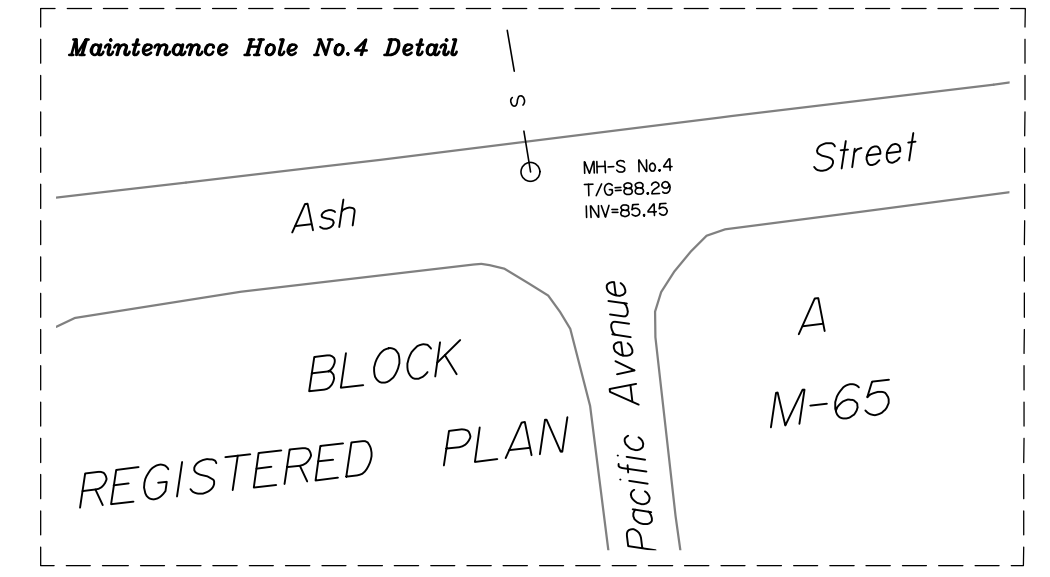 Maintenance Hole No.4 Detail
S
MH-S No.4
T/G=88.29
INV=85.45
Street
Ash
Pacific Avenue
BLOCK A
REGISTERED PLAN M-65